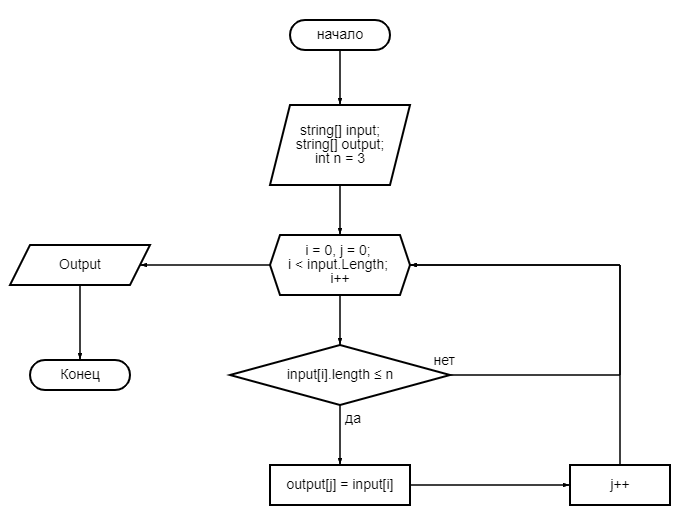 начало
string[] input;
string[] output;
int n = 3
i = 0, j = 0;
i < input.Length;
i++
Output
нет
input[i].length ≤ n
Конец
да
output[j] = input[i]
j++